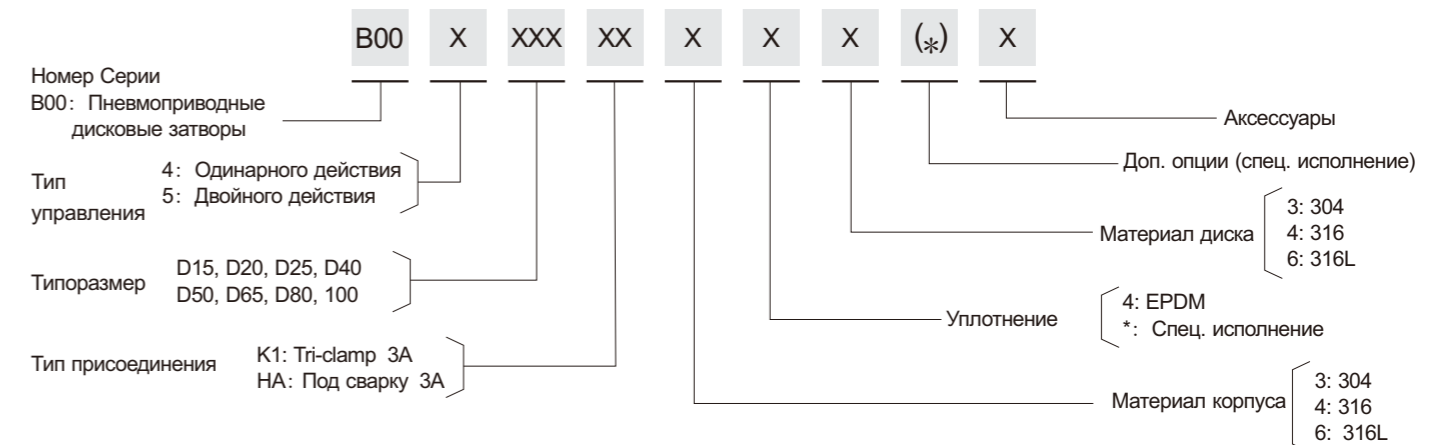 B00 X XXX XX X X X (*) X
Номер Серии
B00: Пневмоприводные
дисковые затворы
Тип
управления
4: Одинарного действия
5: Двойного действия
Типоразмер
D15, D20, D25, D40
D50, D65, D80, 100
Тип присоединения
K1: Tri-clamp 3A
HA: Под сварку 3A
Аксессуары
Доп. опции (спец. исполнение)
Материал диска
3: 304
4: 316
6: 316L
Уплотнение
4: EPDM
*: Спец. исполнение
Материал корпуса
3: 304
4: 316
6: 316L